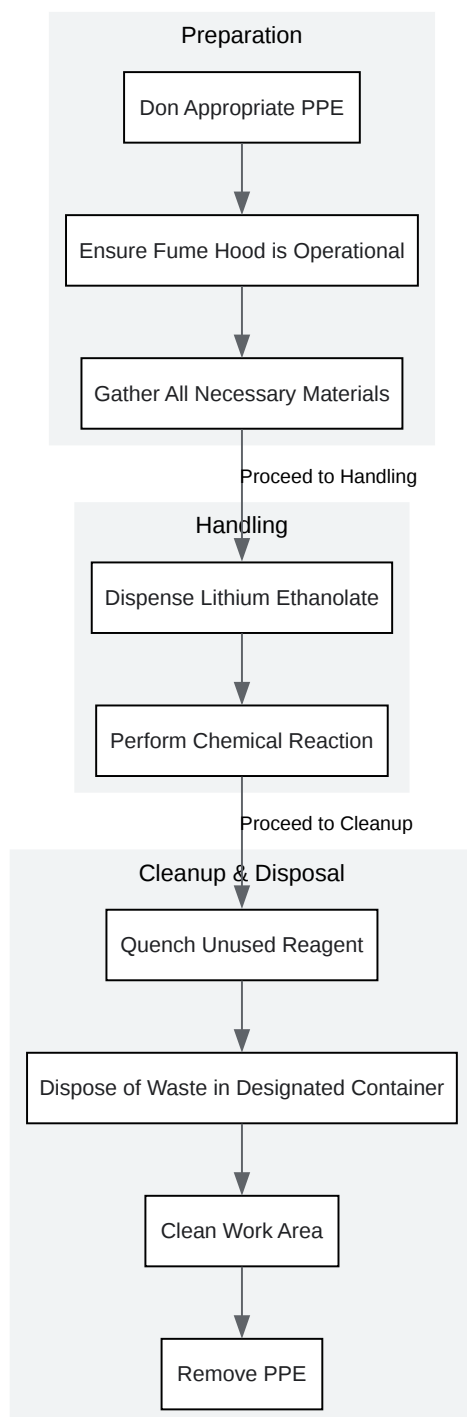 Preparation
Don Appropriate PPE
Ensure Fume Hood is Operational
Gather All Necessary Materials
Proceed to Handling
Handling
Dispense Lithium Ethanolate
Perform Chemical Reaction
Proceed to Cleanup
Cleanup & Disposal
Quench Unused Reagent
Dispose of Waste in Designated Container
Clean Work Area
Remove PPE